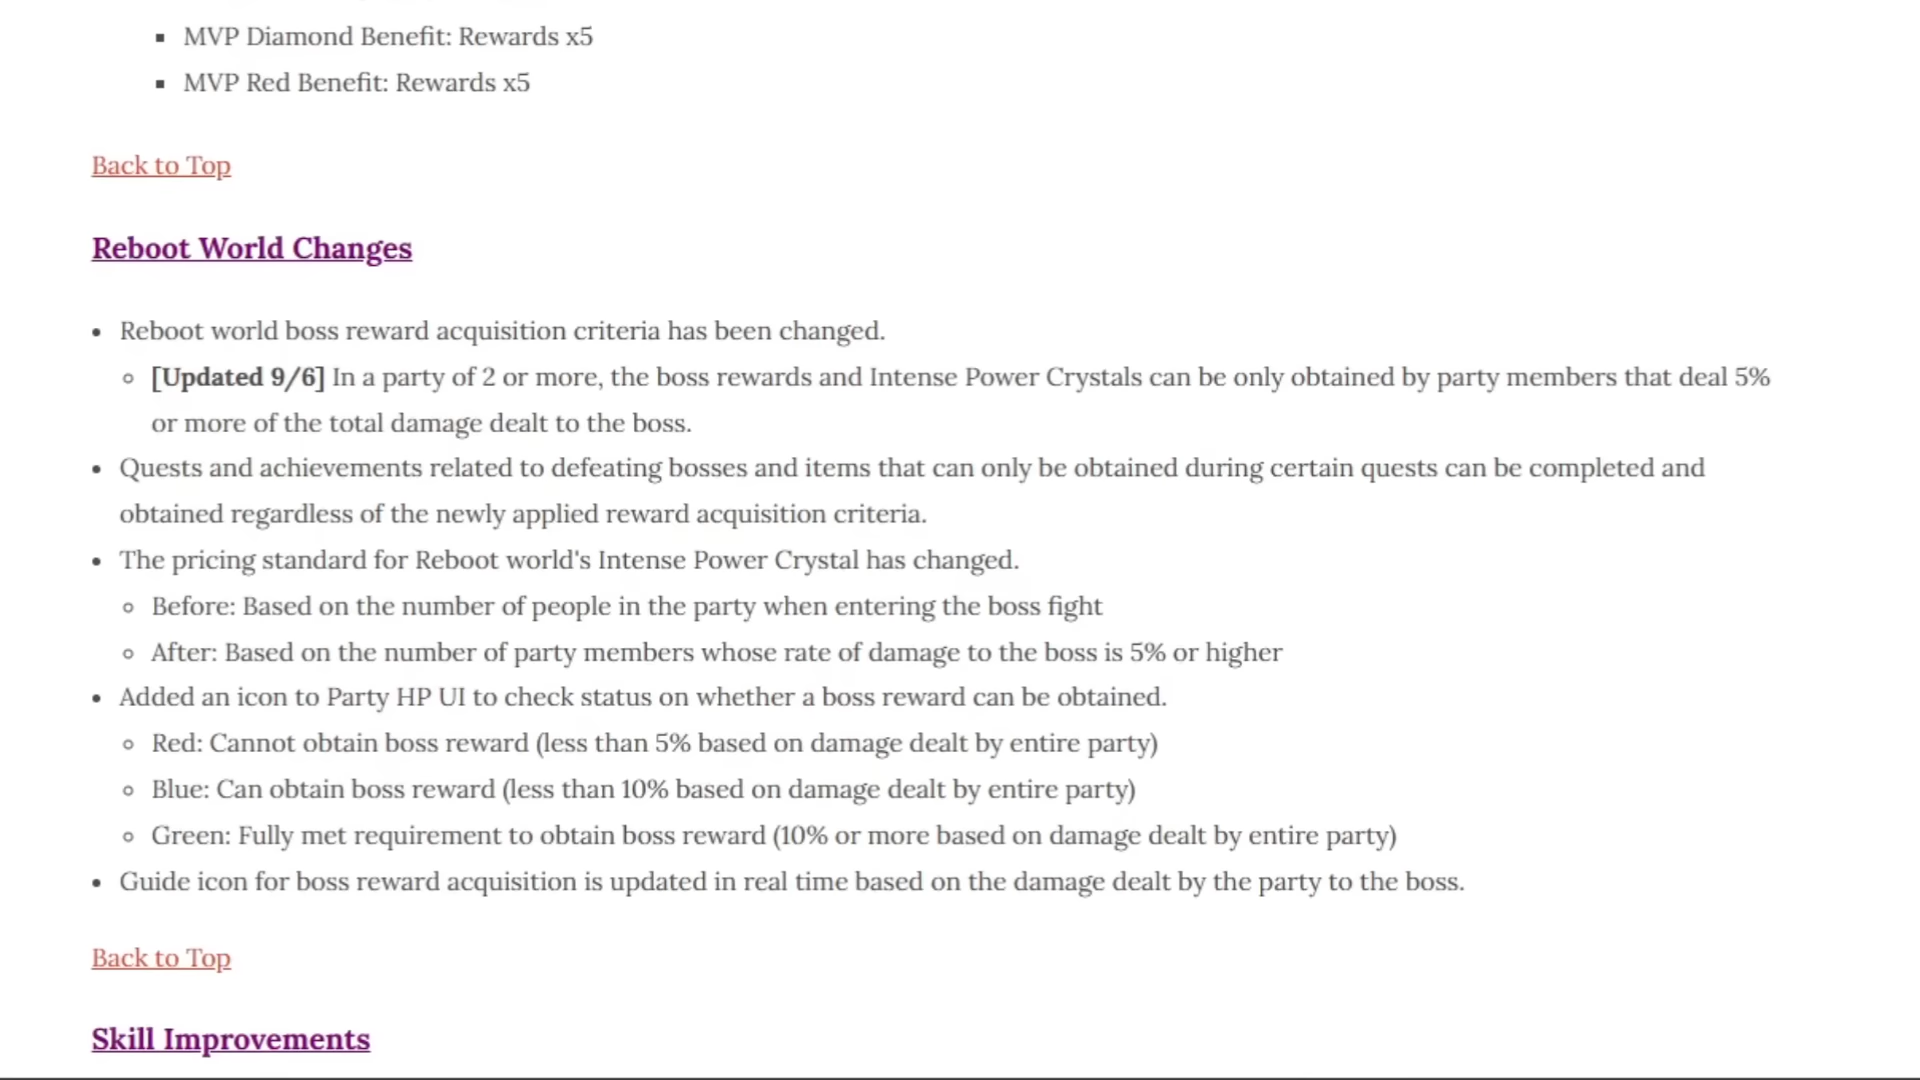 MVP Diamond Benefit: Rewards x5
MVP Red Benefit: Rewards x5
Back to Top
Reboot World Changes
Reboot world boss reward acquisition criteria has been changed.
[Updated 9/6] In a party of 2 or more, the boss rewards and Intense Power Crystals can be only obtained by party members that deal 5%
or more of the total damage dealt to the boss.
Quests and achievements related to defeating bosses and items that can only be obtained during certain quests can be completed and
obtained regardless of the newly applied reward acquisition criteria.
The pricing standard for Reboot world's Intense Power Crystal has changed.
Before: Based on the number of people in the party when entering the boss fight
After: Based on the number of party members whose rate of damage to the boss is 5% or higher
Added an icon to Party HP UI to check status on whether a boss reward can be obtained.
Red: Cannot obtain boss reward (less than 5% based on damage dealt by entire party)
Blue: Can obtain boss reward (less than 10% based on damage dealt by entire party)
Green: Fully met requirement to obtain boss reward (10% or more based on damage dealt by entire party)
Guide icon for boss reward acquisition is updated in real time based on the damage dealt by the party to the boss.
Back to Top
Skill Improvements